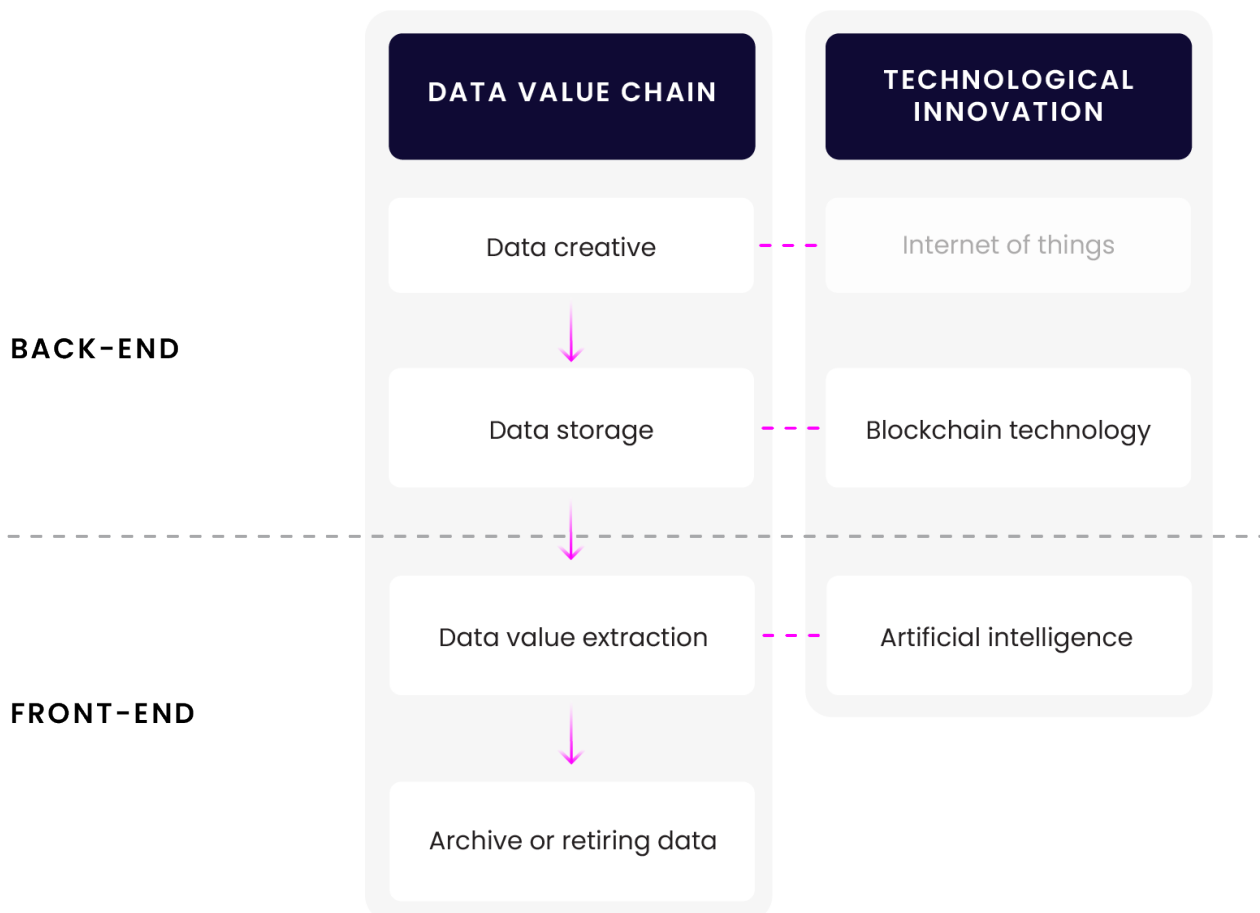 DATA VALUE CHAIN
TECHNOLOGICAL
INNOVATION
Data creative
Internet of things
BACK-END
Data storage
Blockchain technology
Data value extraction
Artificial intelligence
FRONT-END
Archive or retiring data